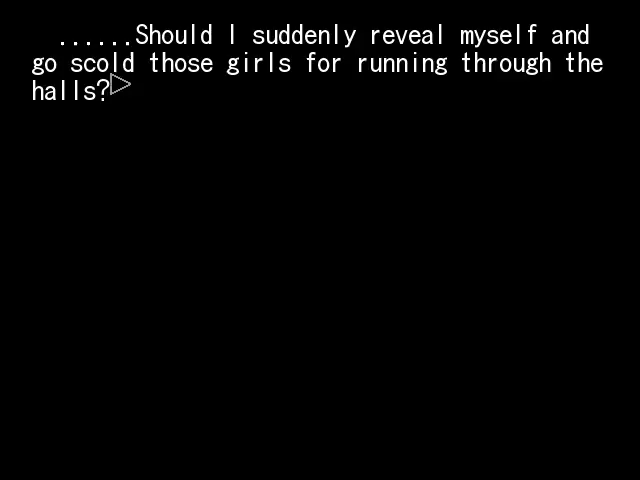 ......Should I suddenly reveal myself and
go scold those girls for running through the
halls?